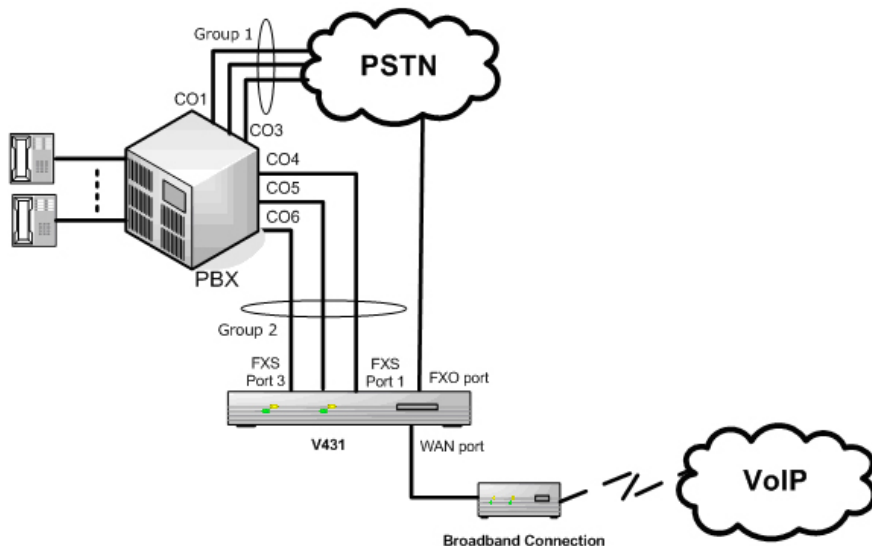 Group 1
PSTN
CO1
CO3
CO4
CO5
CO6
PBX
Group 2
FXS
Port 3
FXS
Port 1
FXO port
V431
WAN port
VoIP
Broadband Connection